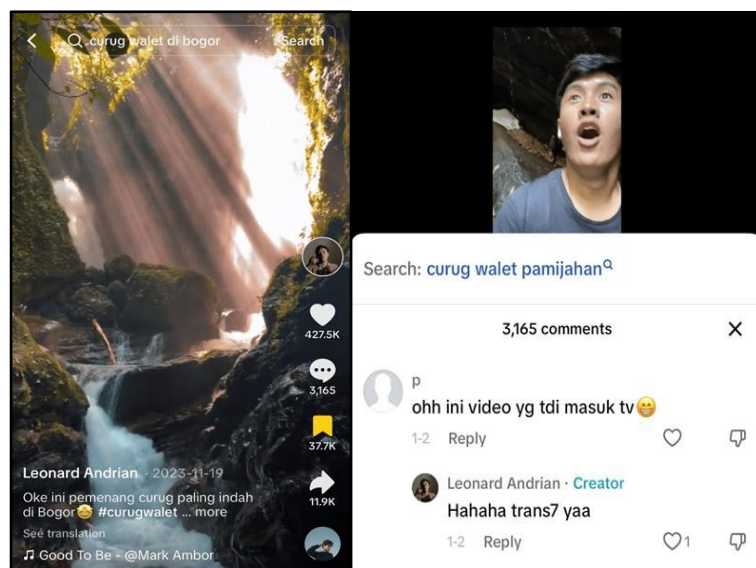 curug walet di bogor
Search
427.5K
3,165
37.7K
11.9K
Leonard Andrian · 2023-11-19
Oke ini pemenang curug paling indah
di Bogor🤩 #curugwalet ... more
Seé translation
Good To Be - @Mark Ambor
Search: curug walet pamijahan
3,165 comments
p
ohh ini video yg tdi masuk tv😁
1-2 Reply
Leonard Andrian · Creator
Hahaha trans7 yaa
1-2 Reply
1